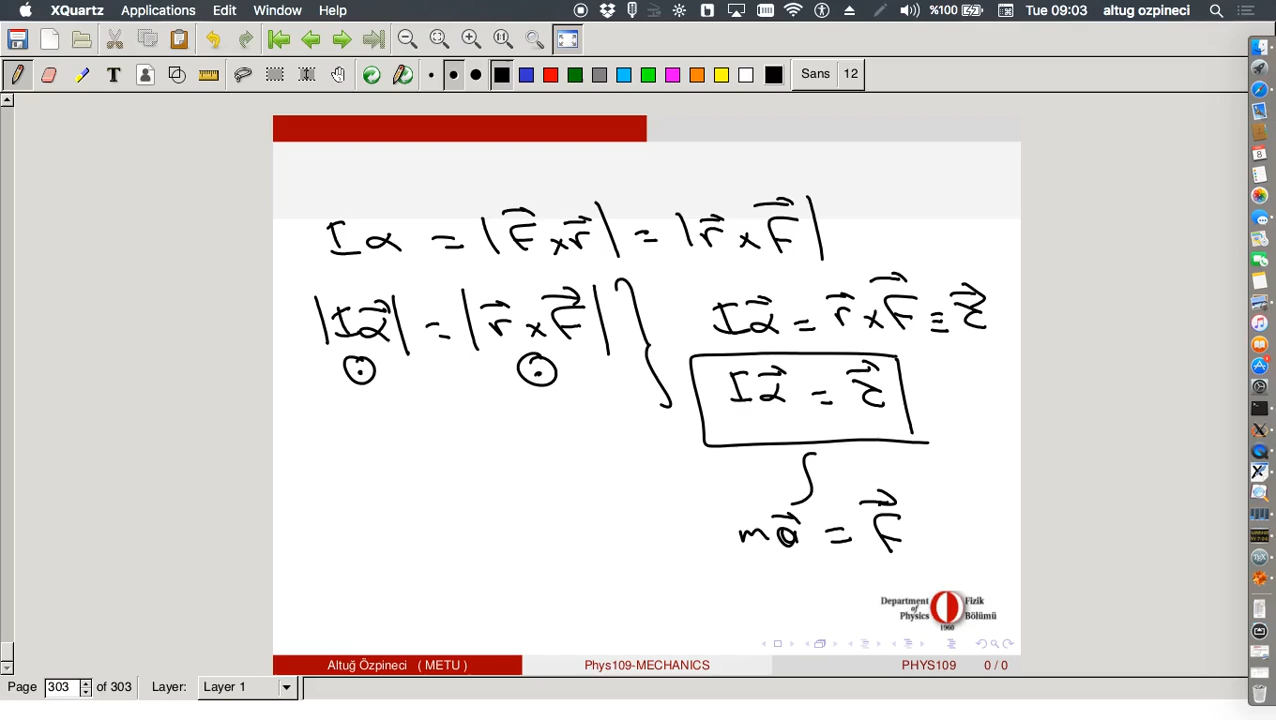 XQuartz Applications Edit Window Help %100 Tue 09:03 altug ozpineci
T Sans 12
Iα = |F⃗ × r⃗| = |r⃗ × F⃗|
|Iα⃗| = |r⃗ × F⃗|
Iα⃗ = r⃗ × F⃗ ≡ τ⃗
Iα⃗ = τ⃗
ma⃗ = F⃗
Department of Physics
1960
Fizik Bölümü
Altuğ Özpineci ( METU ) Phys109-MECHANICS PHYS109 0 / 0
Page 303 of 303 Layer: Layer 1